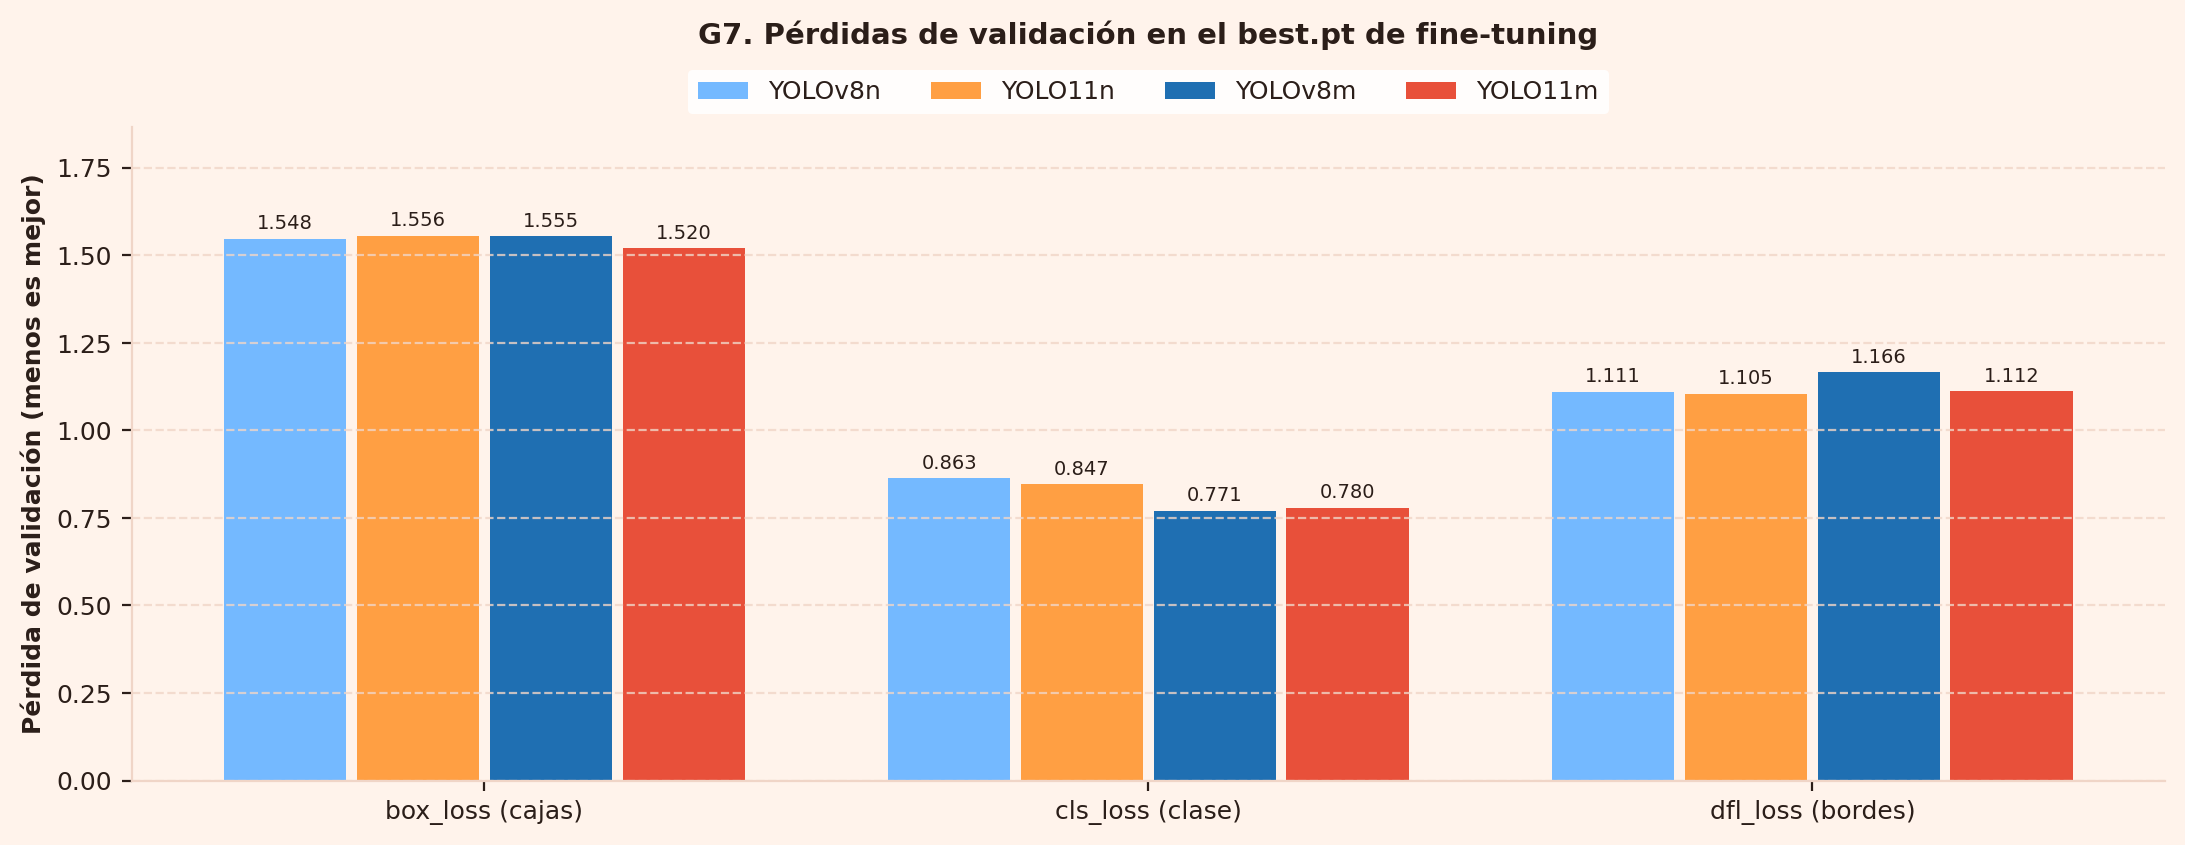 G7. Pérdidas de validación en el best.pt de fine-tuning
YOLOv8n YOLO11n YOLOv8m YOLO11m
Pérdida de validación (menos es mejor)
1.75
1.50
1.25
1.00
0.75
0.50
0.25
0.00
1.548 1.556 1.555 1.520
0.863 0.847 0.771 0.780
1.111 1.105 1.166 1.112
box_loss (cajas) cls_loss (clase) dfl_loss (bordes)